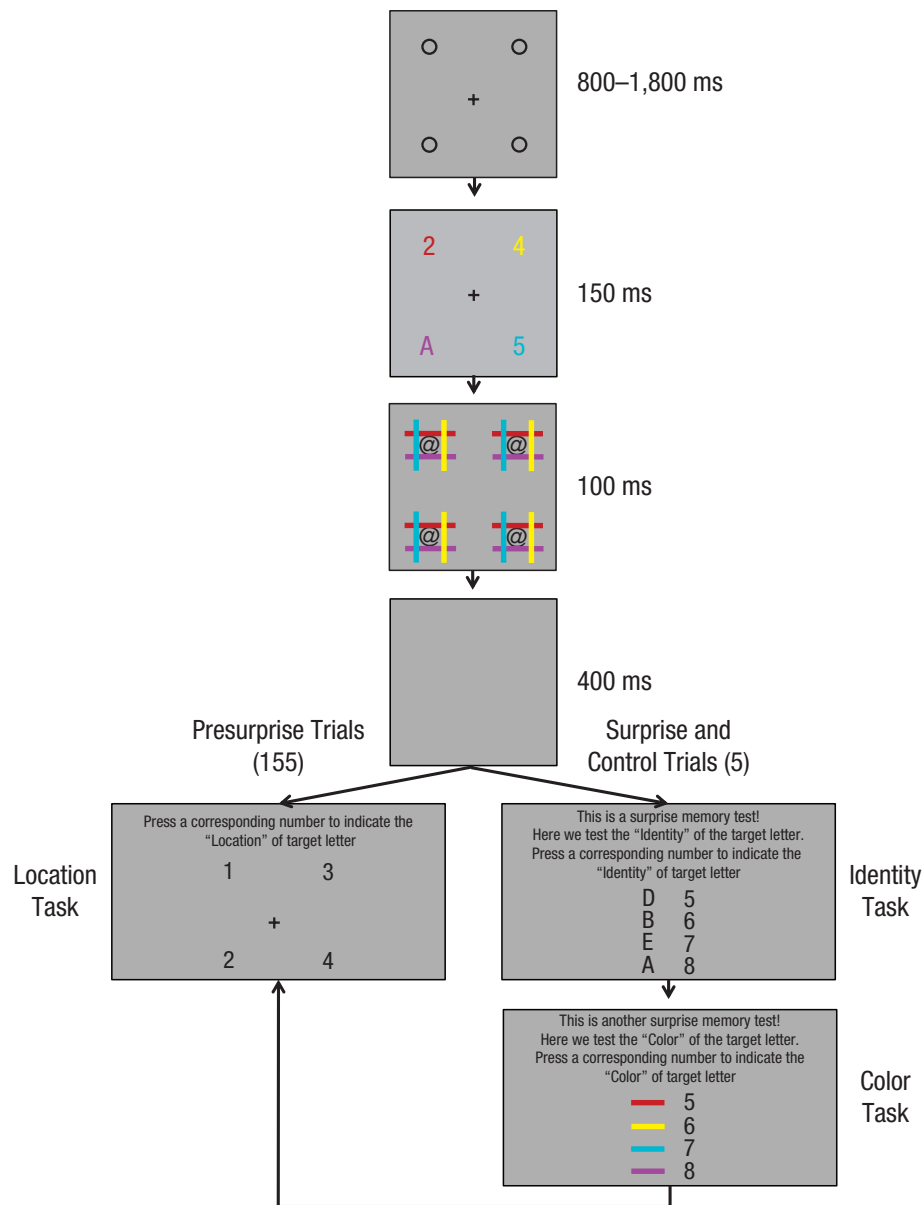 +
800–1,800 ms
2 4
+
A 5
150 ms
@ @
@ @
100 ms
400 ms
Presurprise Trials
(155)
Surprise and
Control Trials (5)
Location
Task
Press a corresponding number to indicate the
“Location” of target letter
1 3
+
2 4
This is a surprise memory test!
Here we test the “Identity” of the target letter.
Press a corresponding number to indicate the
“Identity” of target letter
D 5
B 6
E 7
A 8
Identity
Task
This is another surprise memory test!
Here we test the “Color” of the target letter.
Press a corresponding number to indicate the
“Color” of target letter
5
6
7
8
Color
Task